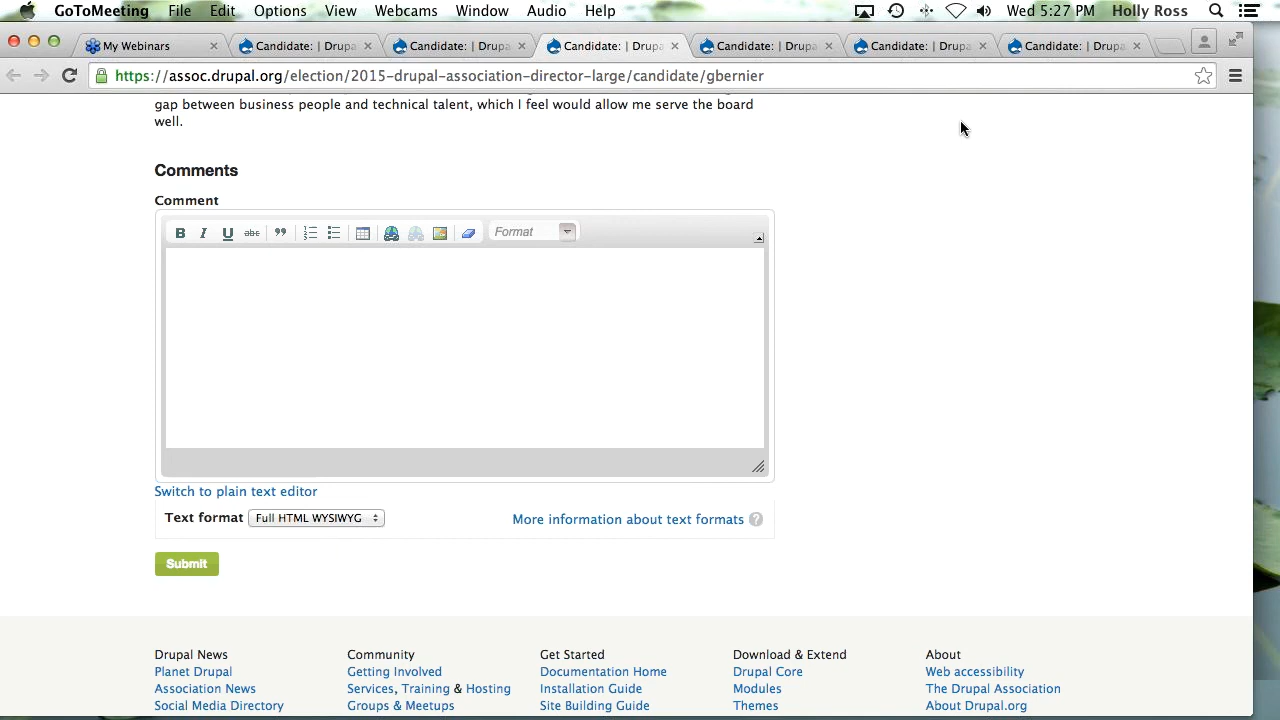 GoToMeeting File Edit Options View Webcams Window Audio Help Wed 5:27 PM Holly Ross
My Webinars Candidate: | Drupa Candidate: | Drupa Candidate: | Drupa Candidate: | Drupa Candidate: | Drupa Candidate: | Drupa
https://assoc.drupal.org/election/2015-drupal-association-director-large/candidate/gbernier
gap between business people and technical talent, which I feel would allow me serve the board
well.
Comments
Comment
B I U abc Format
Switch to plain text editor
Text format Full HTML WYSIWYG More information about text formats ?
Submit
Drupal News Community Get Started Download & Extend About
Planet Drupal Getting Involved Documentation Home Drupal Core Web accessibility
Association News Services, Training & Hosting Installation Guide Modules The Drupal Association
Social Media Directory Groups & Meetups Site Building Guide Themes About Drupal.org